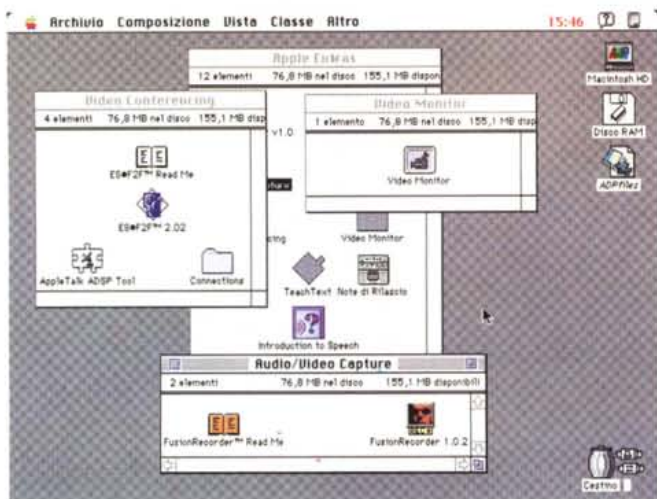 Archivio Composizione Vista Classe Altro 15:46
Apple Extras
12 elementi 76,8 MB nel disco 155,1 MB dispon
Macintosh HD
Video Conferencing
4 elementi 76,8 MB nel disco 155,1 MB disp
Video Monitor
1 elemento 76,8 MB nel disco 155,1 MB disp
v1.0
Disco RAM
ES•F2F™ Read Me
Video Monitor
ADPfiles
ES•F2F™ 2.02
Video Monitor
AppleTalk ADSP Tool
Connections
TeachText
Note di Rilascio
Introduction to Speech
Audio/Video Capture
2 elementi 76,8 MB nel disco 155,1 MB disponibili
FusionRecorder™ Read Me
FusionRecorder 1.0.2
Cestino